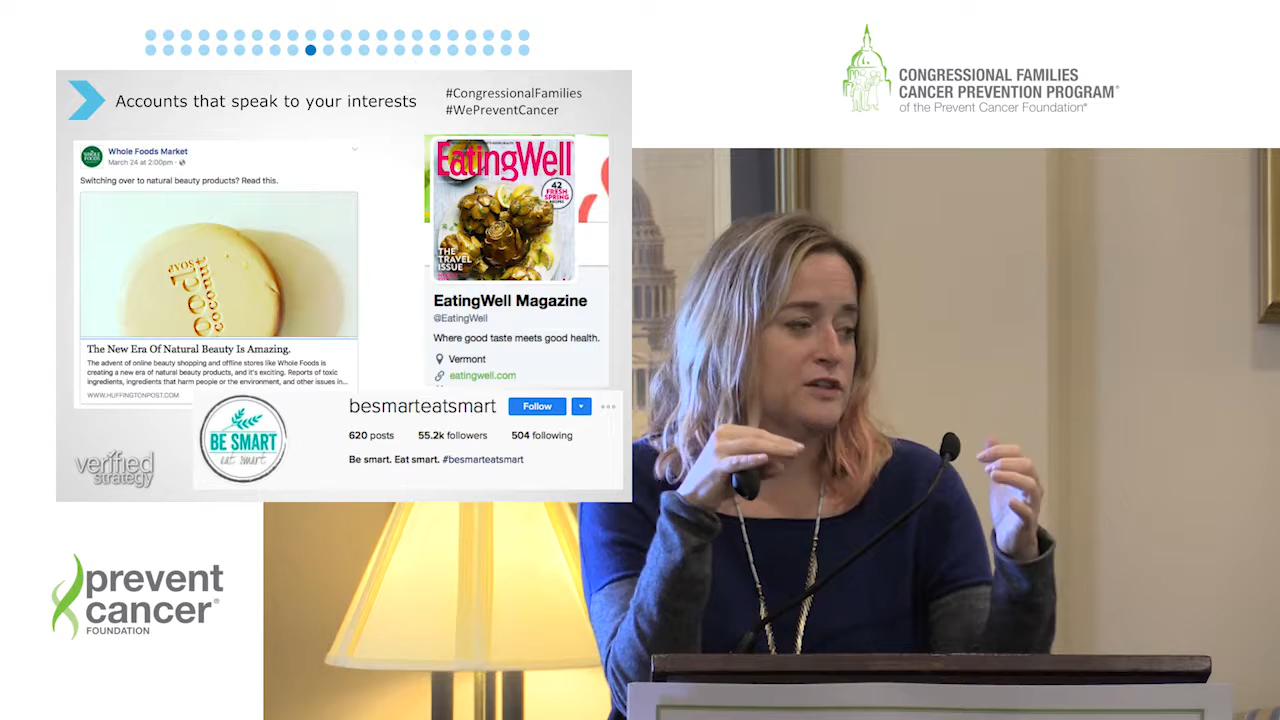 Accounts that speak to your interests
#CongressionalFamilies
#WePreventCancer
Whole Foods Market
March 24 at 2:00pm
Switching over to natural beauty products? Read this.
SOAP
food
coconut
The New Era Of Natural Beauty Is Amazing.
The advent of online beauty shopping and offline stores like Whole Foods is
creating a new era of natural beauty products, and it's exciting. Reports of toxic
ingredients, ingredients that harm people or the environment, and other issues in...
WWW.HUFFINGTONPOST.COM
EatingWell
42
FRESH
SPRING
RECIPES
THE
TRAVEL
ISSUE
EatingWell Magazine
@EatingWell
Where good taste meets good health.
Vermont
eatingwell.com
BE SMART
eat smart
besmarteatsmart
Follow
620 posts 55.2k followers 504 following
Be smart. Eat smart. #besmarteatsmart
verified
strategy
CONGRESSIONAL FAMILIES
CANCER PREVENTION PROGRAM®
of the Prevent Cancer Foundation®
prevent
cancer®
FOUNDATION